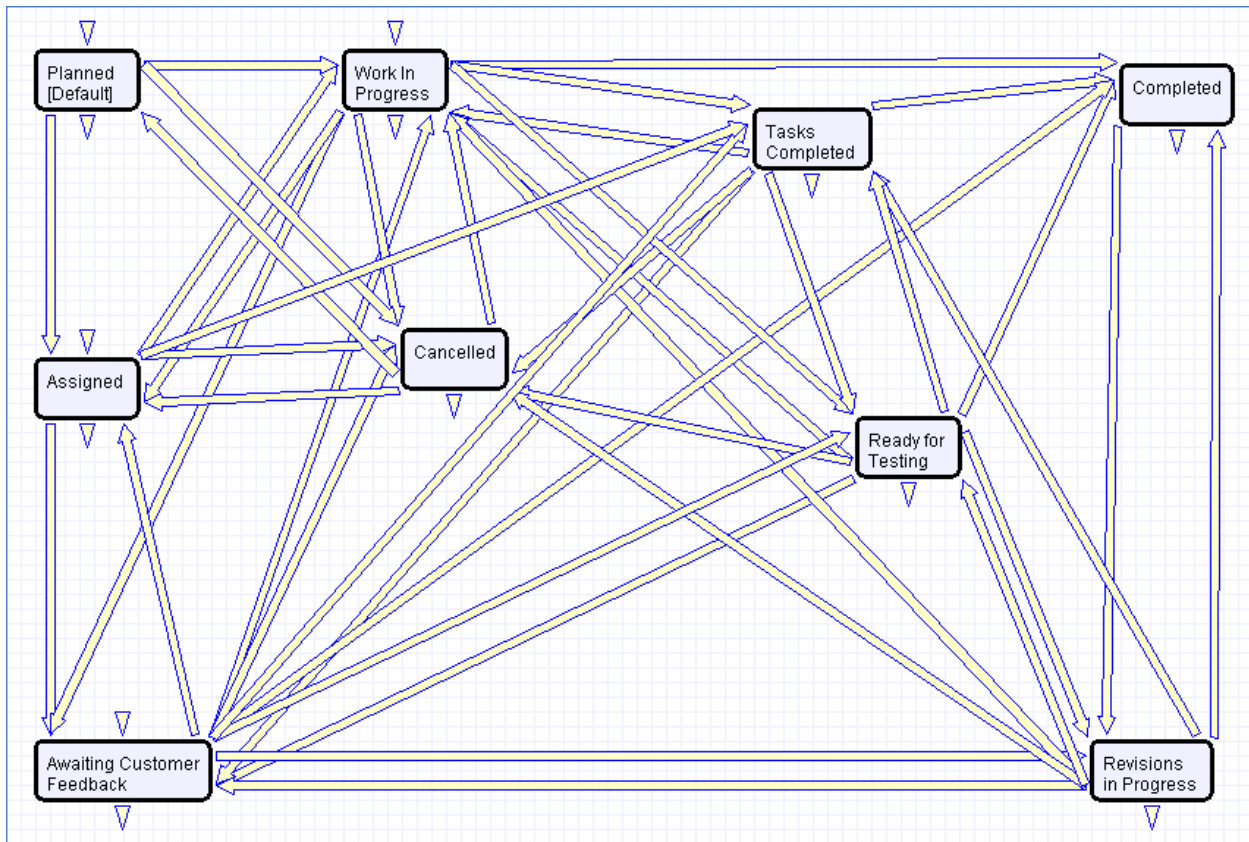 Planned
[Default]
Work In
Progress
Completed
Tasks
Completed
Cancelled
Assigned
Ready for
Testing
Awaiting Customer
Feedback
Revisions
in Progress